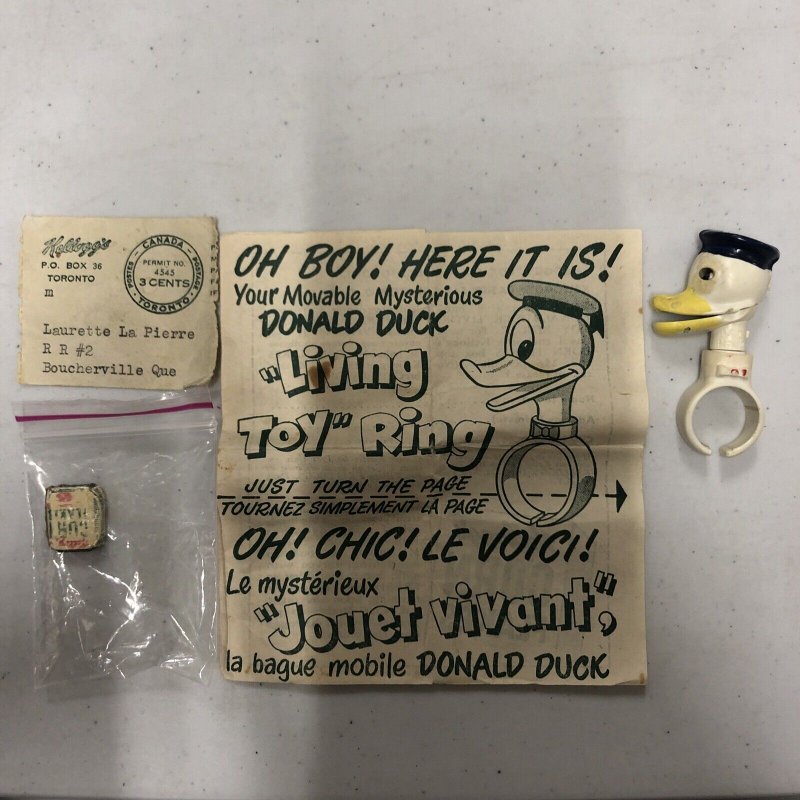 Kellogg's
P.O. BOX 36
TORONTO
m
CANADA
POSTES
POSTAGE
PERMIT NO.
4545
3 CENTS
TORONTO
Laurette La Pierre
R R #2
Boucherville Que
OH BOY! HERE IT IS!
Your Movable Mysterious
DONALD DUCK
"Living
Toy" Ring
JUST TURN THE PAGE
TOURNEZ SIMPLEMENT LA PAGE
OH! CHIC! LE VOICI!
Le mystérieux
"Jouet vivant",
la bague mobile DONALD DUCK